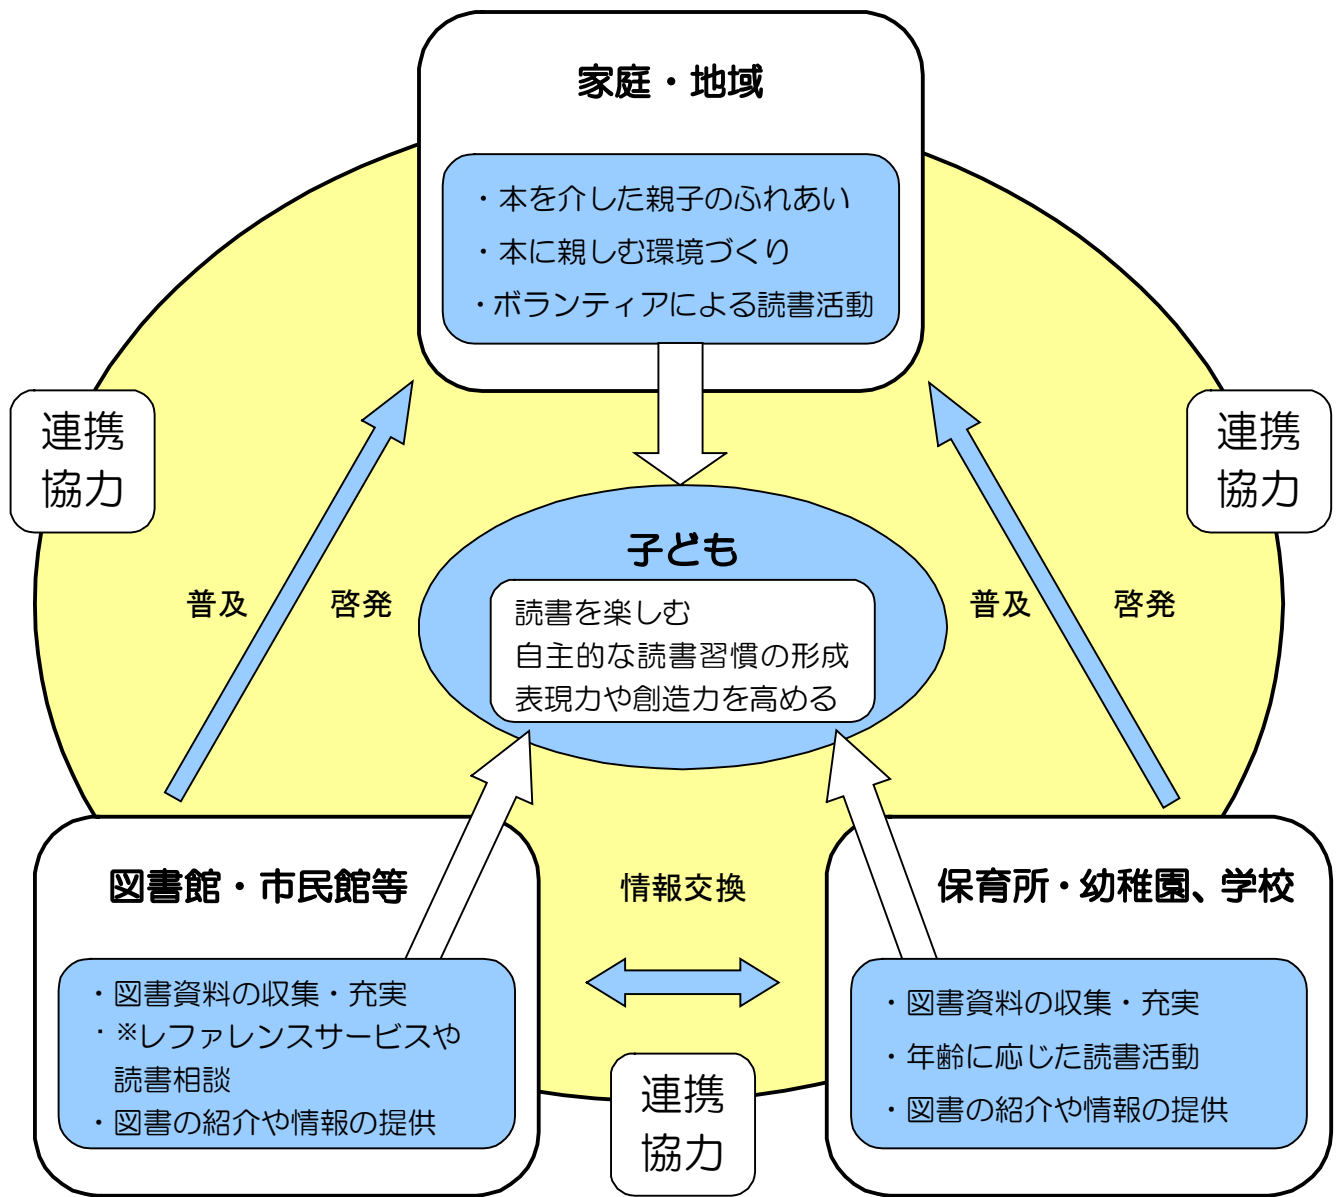 家庭・地域
・本を介した親子のふれあい
・本に親しむ環境づくり
・ボランティアによる読書活動
連携
協力
連携
協力
普及
啓発
普及
啓発
子ども
読書を楽しむ
自主的な読書習慣の形成
表現力や創造力を高める
図書館・市民館等
・図書資料の収集・充実
・※レファレンスサービスや
読書相談
・図書の紹介や情報の提供
情報交換
連携
協力
保育所・幼稚園、学校
・図書資料の収集・充実
・年齢に応じた読書活動
・図書の紹介や情報の提供